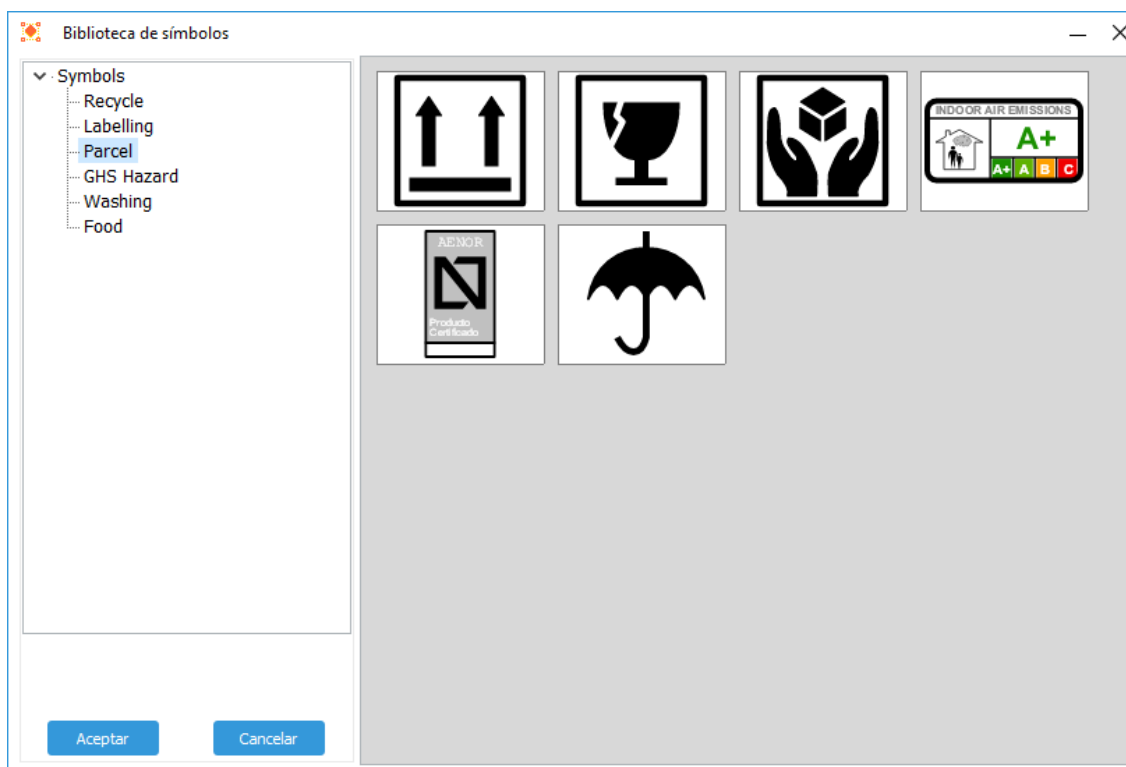 Biblioteca de símbolos
Symbols
Recycle
Labelling
Parcel
GHS Hazard
Washing
Food
INDOOR AIR EMISSIONS
A+
A+ A B C
AENOR
Producto
Certificado
Aceptar
Cancelar